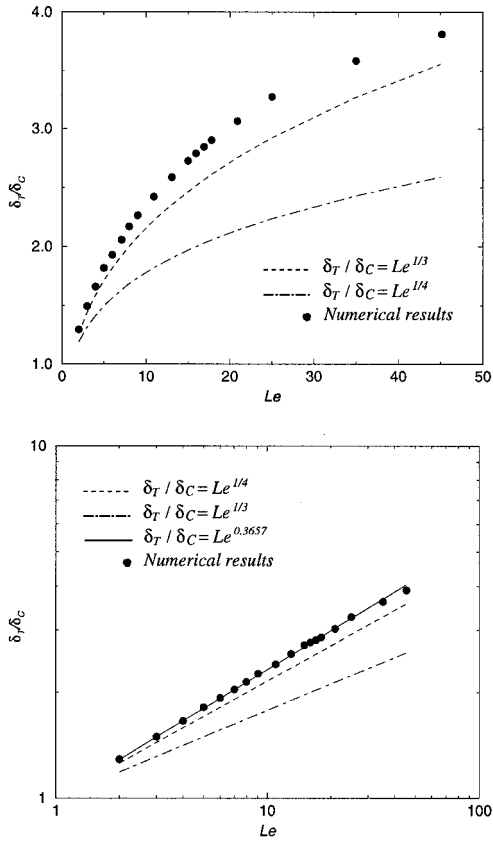 4.0
3.0
δT/δC
2.0
δT / δC = Le1/3
δT / δC = Le1/4
Numerical results
1.0
0 10 20 30 40 50
Le
10
δT / δC = Le1/4
δT / δC = Le1/3
δT / δC = Le0.3657
Numerical results
δT/δC
1
1 10 100
Le